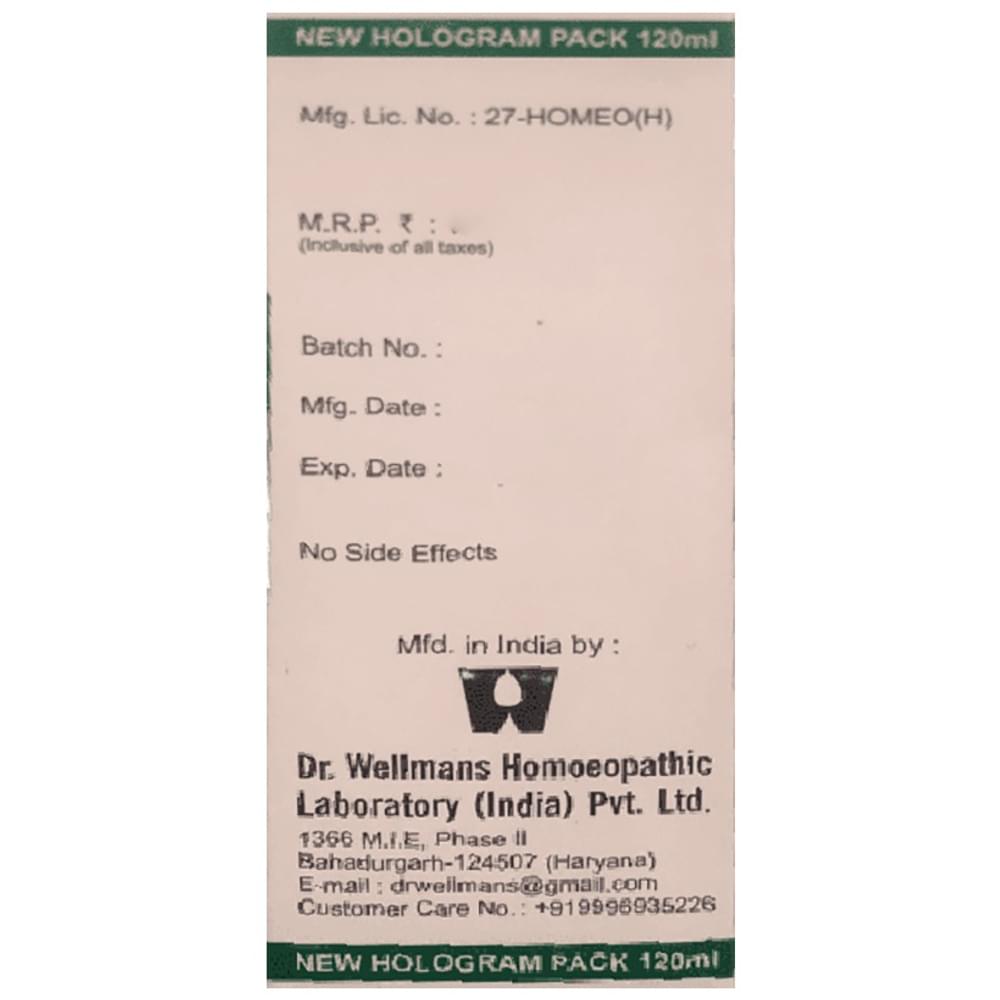 NEW HOLOGRAM PACK 120ml
Mfg. Lic. No. : 27-HOMEO(H)
M.R.P. ₹ :
(Inclusive of all taxes)
Batch No. :
Mfg. Date :
Exp. Date :
No Side Effects
Mfd. in India by :
Dr. Wellmans Homoeopathic
Laboratory (India) Pvt. Ltd.
1366 M.I.E, Phase II
Bahadurgarh-124507 (Haryana)
E-mail : drwellmans@gmail.com
Customer Care No.: +919996935226
NEW HOLOGRAM PACK 120ml